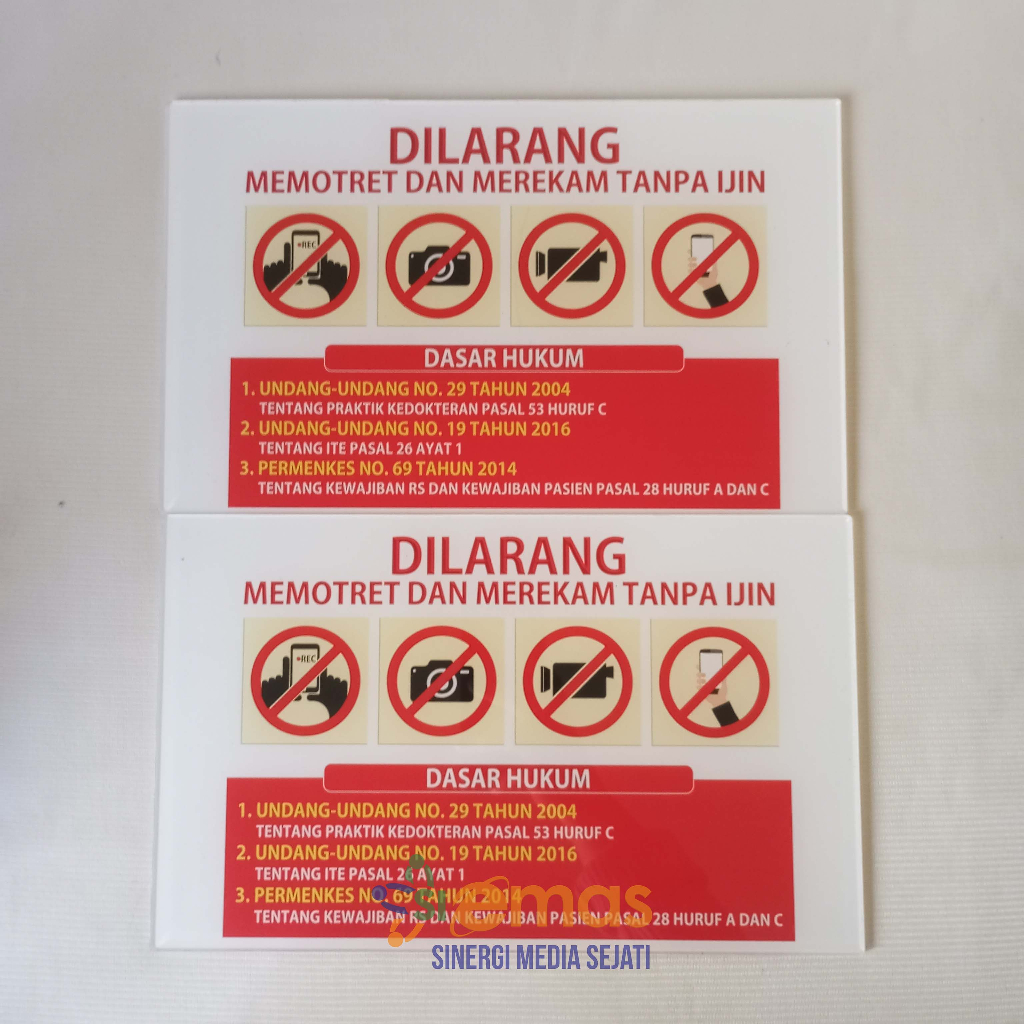 DILARANG
MEMOTRET DAN MEREKAM TANPA IJIN
REC
DASAR HUKUM
1. UNDANG-UNDANG NO. 29 TAHUN 2004
TENTANG PRAKTIK KEDOKTERAN PASAL 53 HURUF C
2. UNDANG-UNDANG NO. 19 TAHUN 2016
TENTANG ITE PASAL 26 AYAT 1
3. PERMENKES NO. 69 TAHUN 2014
TENTANG KEWAJIBAN RS DAN KEWAJIBAN PASIEN PASAL 28 HURUF A DAN C
DILARANG
MEMOTRET DAN MEREKAM TANPA IJIN
REC
DASAR HUKUM
1. UNDANG-UNDANG NO. 29 TAHUN 2004
TENTANG PRAKTIK KEDOKTERAN PASAL 53 HURUF C
2. UNDANG-UNDANG NO. 19 TAHUN 2016
TENTANG ITE PASAL 26 AYAT 1
3. PERMENKES NO. 69 TAHUN 2014
TENTANG KEWAJIBAN RS DAN KEWAJIBAN PASIEN PASAL 28 HURUF A DAN C
emas
SINERGI MEDIA SEJATI